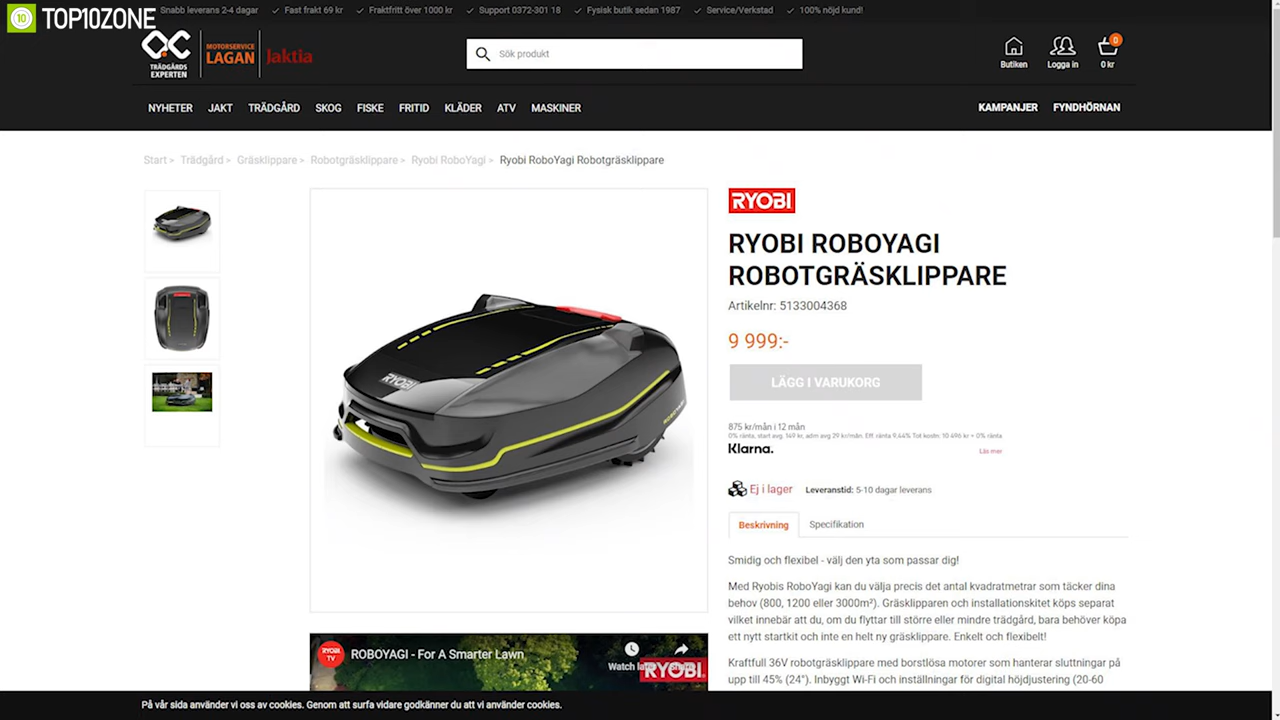 10 TOP10ZONE
Snabb leverans 2-4 dagar
Fast frakt 69 kr
Fraktfritt över 1000 kr
Support 0372-301 18
Fysisk butik sedan 1987
Service/Verkstad
100% nöjd kund!
TRÄDGÅRDS
EXPERTEN
MOTORSERVICE
LAGAN
Jaktia
Sök produkt
Butiken
Logga in
0
0 kr
NYHETER JAKT TRÄDGÅRD SKOG FISKE FRITID KLÄDER ATV MASKINER KAMPANJER FYNDHÖRNAN
Start > Trädgård > Gräsklippare > Robotgräsklippare > Ryobi RoboYagi > Ryobi RoboYagi Robotgräsklippare
RYOBI
RYOBI ROBOYAGI
ROBOTGRÄSKLIPPARE
Artikelnr: 5133004368
9 999:-
LÄGG I VARUKORG
875 kr/mån i 12 mån
0% ränta, start avg. 149 kr, adm avg 29 kr/mån. Eff. ränta 9,44% Tot kostn: 10 496 kr + 0% ränta
Klarna.
Läs mer
Ej i lager
Leveranstid: 5-10 dagar leverans
Beskrivning
Specifikation
Smidig och flexibel - välj den yta som passar dig!
Med Ryobis RoboYagi kan du välja precis det antal kvadratmetrar som täcker dina
behov (800, 1200 eller 3000m²). Gräsklipparen och installationskitet köps separat
vilket innebär att du, om du flyttar till större eller mindre trädgård, bara behöver köpa
ett nytt startkit och inte en helt ny gräsklippare. Enkelt och flexibelt!
Kraftfull 36V robotgräsklippare med borstlösa motorer som hanterar sluttningar på
upp till 45% (24°). Inbyggt Wi-Fi och inställningar för digital höjdjustering (20-60
RYOBI
RYOBI
TV
ROBOYAGI - For A Smarter Lawn
Watch later
RYOBI
På vår sida använder vi oss av cookies. Genom att surfa vidare godkänner du att vi använder cookies.